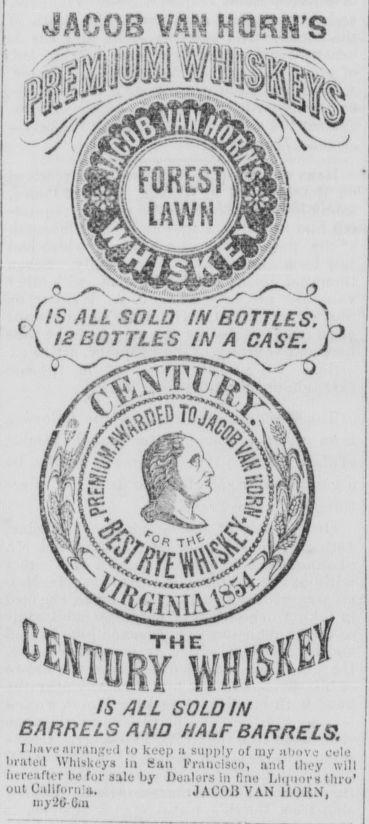 JACOB VAN HORN'S
PREMIUM WHISKEYS
JACOB VAN HORN
FOREST
LAWN
WHISKEY
IS ALL SOLD IN BOTTLES,
12 BOTTLES IN A CASE.
CENTURY
PREMIUM AWARDED TO JACOB VAN HORN
FOR THE
BEST RYE WHISKEY
VIRGINIA 1854
THE
CENTURY WHISKEY
IS ALL SOLD IN
BARRELS AND HALF BARRELS.
I have arranged to keep a supply of my above cele
brated Whiskeys in San Francisco, and they will
hereafter be for sale by Dealers in fine Liquors thro'
out California. JACOB VAN HORN,
my26-6m